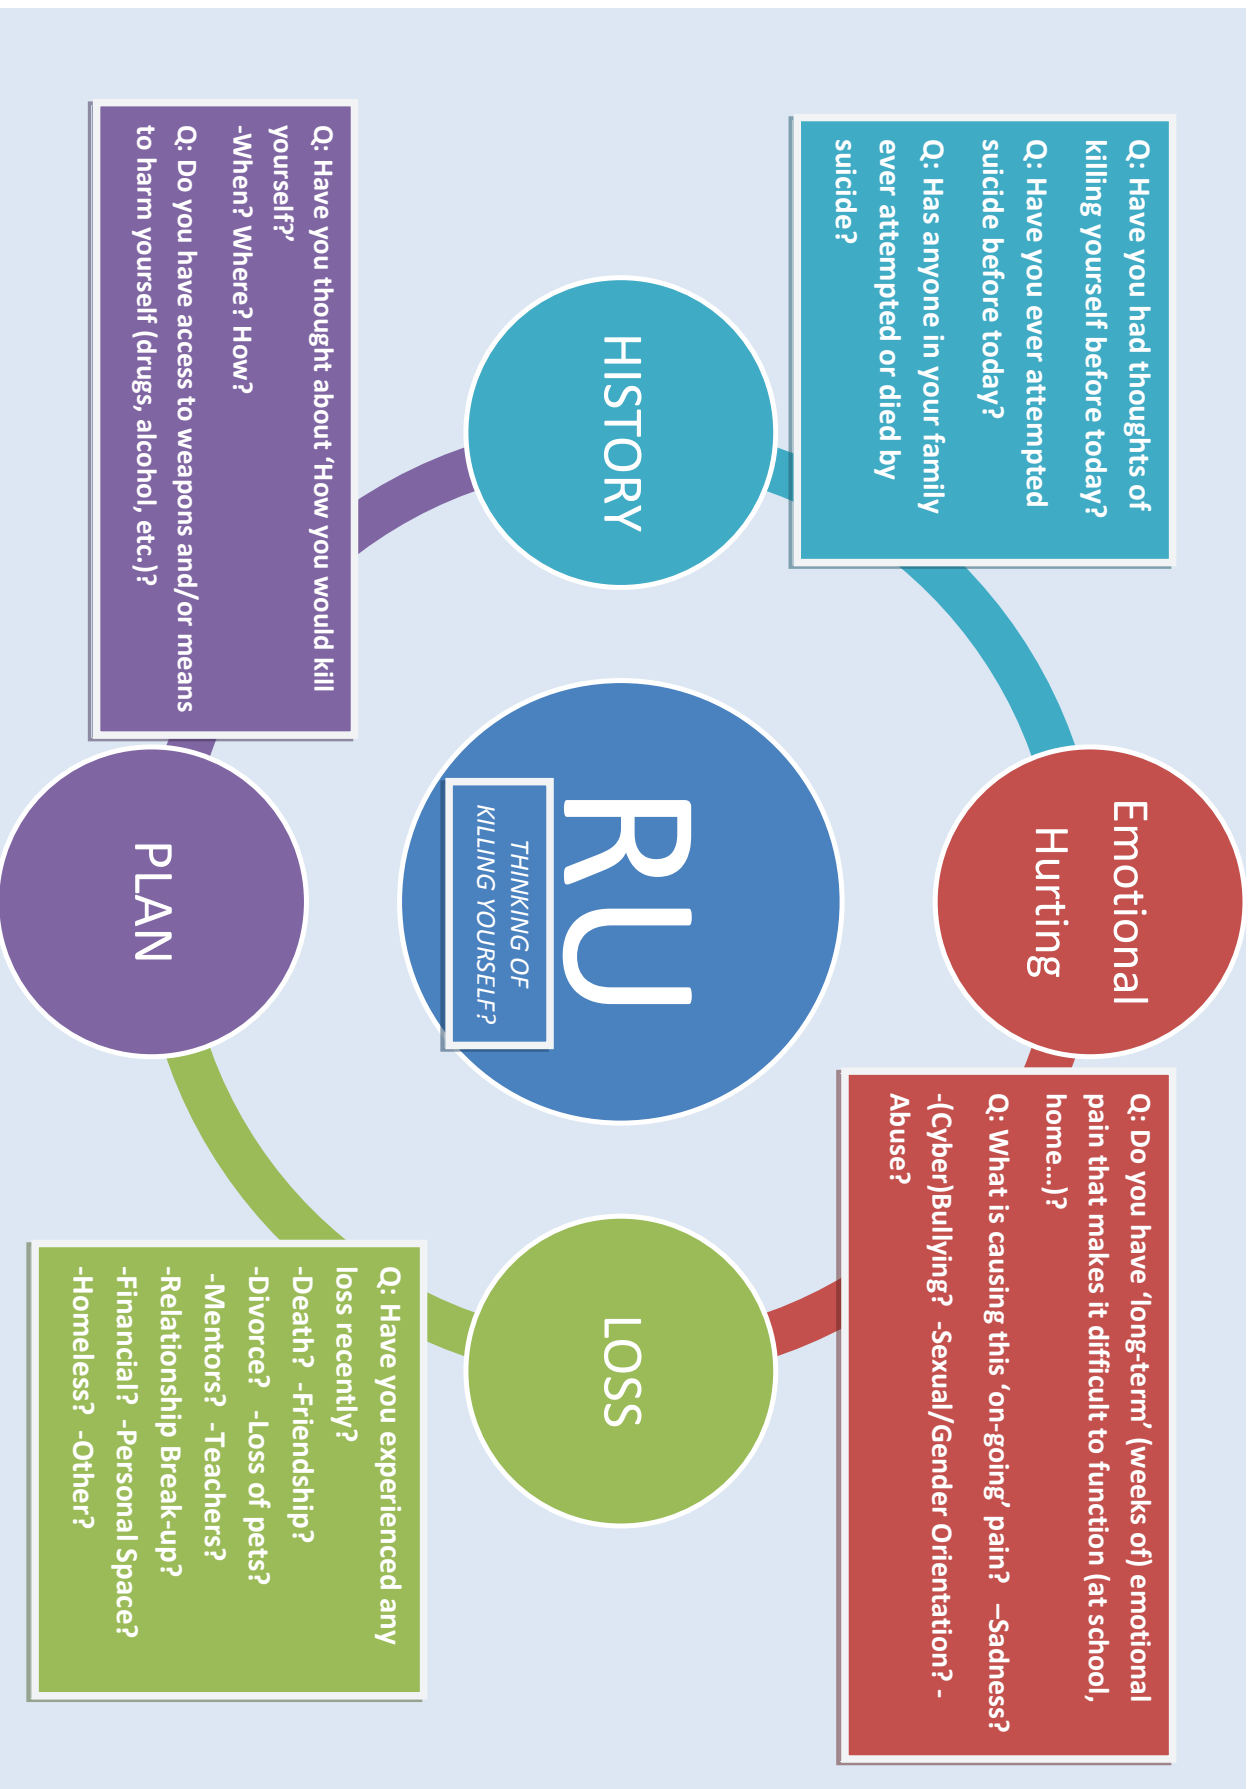 Emotional
Hurting
Q: Have you had thoughts of
killing yourself before today?
Q: Have you ever attempted
suicide before today?
Q: Has anyone in your family
ever attempted or died by
suicide?
Q: Do you have ‘long-term’ (weeks of) emotional
pain that makes it difficult to function (at school,
home…)?
Q: What is causing this ‘on-going’ pain? –Sadness?
-(Cyber)Bullying? -Sexual/Gender Orientation? -
Abuse?
HISTORY
RU
THINKING OF
KILLING YOURSELF?
LOSS
Q: Have you thought about ‘How you would kill
yourself?’
-When? Where? How?
Q: Do you have access to weapons and/or means
to harm yourself (drugs, alcohol, etc.)?
PLAN
Q: Have you experienced any
loss recently?
-Death? -Friendship?
-Divorce? -Loss of pets?
-Mentors? -Teachers?
-Relationship Break-up?
-Financial? -Personal Space?
-Homeless? -Other?